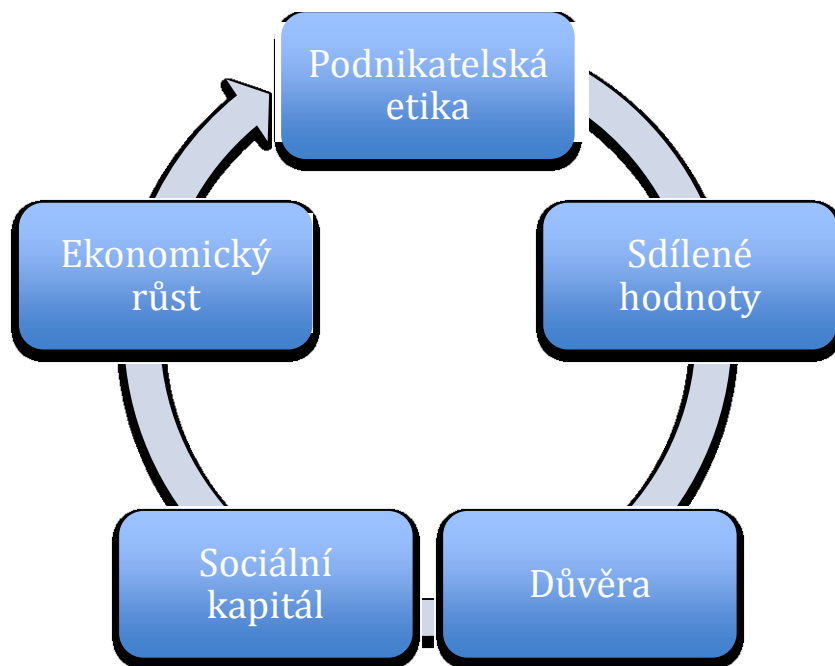 Podnikatelská
etika
Sdílené
hodnoty
Důvěra
Sociální
kapitál
Ekonomický
růst